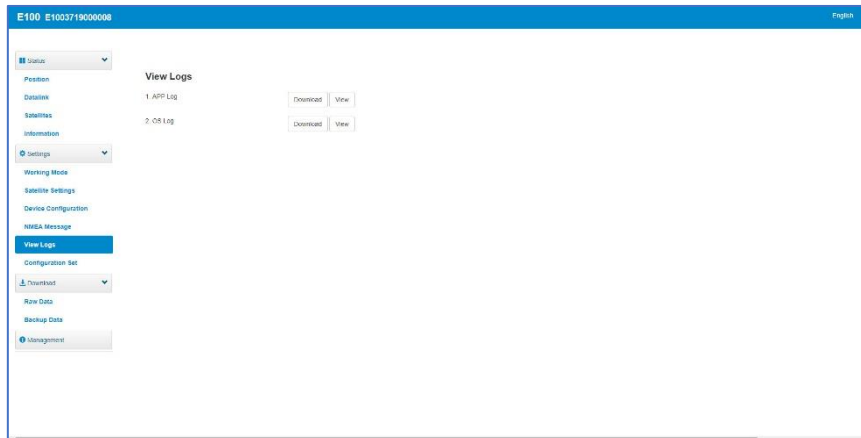 E100 E1003719000008
English
Status
Position
Datalink
Satellites
Information
Settings
Working Mode
Satellite Settings
Device Configuration
NMEA Message
View Logs
Configuration Set
Download
Raw Data
Backup Data
Management
View Logs
1. APP Log
Download View
2. OS Log
Download View